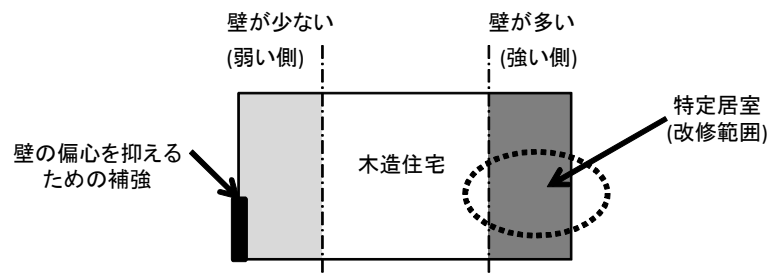 壁が少ない
(弱い側)
壁が多い
(強い側)
特定居室
(改修範囲)
壁の偏心を抑える
ための補強
木造住宅